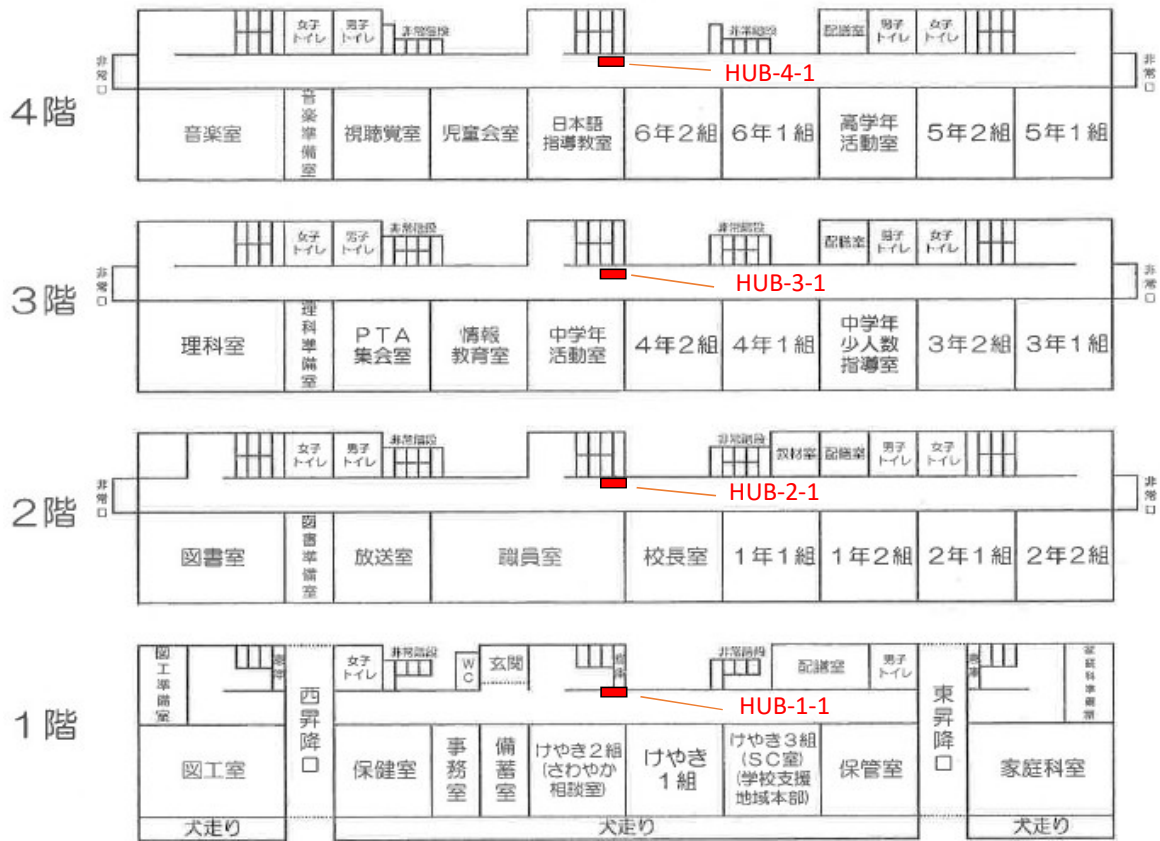 女子
トイレ
男子
トイレ
非常階段
非常階段
配膳室
男子
トイレ
女子
トイレ
HUB-4-1
非常口
非常口
4階
音楽室
音楽準備室
視聴覚室
児童会室
日本語
指導教室
6年2組
6年1組
高学年
活動室
5年2組
5年1組
女子
トイレ
男子
トイレ
非常階段
非常階段
配膳室
男子
トイレ
女子
トイレ
HUB-3-1
非常口
非常口
3階
理科室
理科準備室
PTA
集会室
情報
教育室
中学年
活動室
4年2組
4年1組
中学年
少人数
指導室
3年2組
3年1組
女子
トイレ
男子
トイレ
非常階段
非常階段
教材室
配膳室
男子
トイレ
女子
トイレ
HUB-2-1
非常口
非常口
2階
図書室
図書準備室
放送室
職員室
校長室
1年1組
1年2組
2年1組
2年2組
図工準備室
女子
トイレ
非常階段
WC
玄関
非常階段
配膳室
男子
トイレ
家庭科準備室
HUB-1-1
西昇降口
東昇降口
1階
図工室
保健室
事務室
備蓄室
けやき2組
(さわやか
相談室)
けやき
1組
けやき3組
(SC室)
(学校支援
地域本部)
保管室
家庭科室
犬走り
犬走り
犬走り